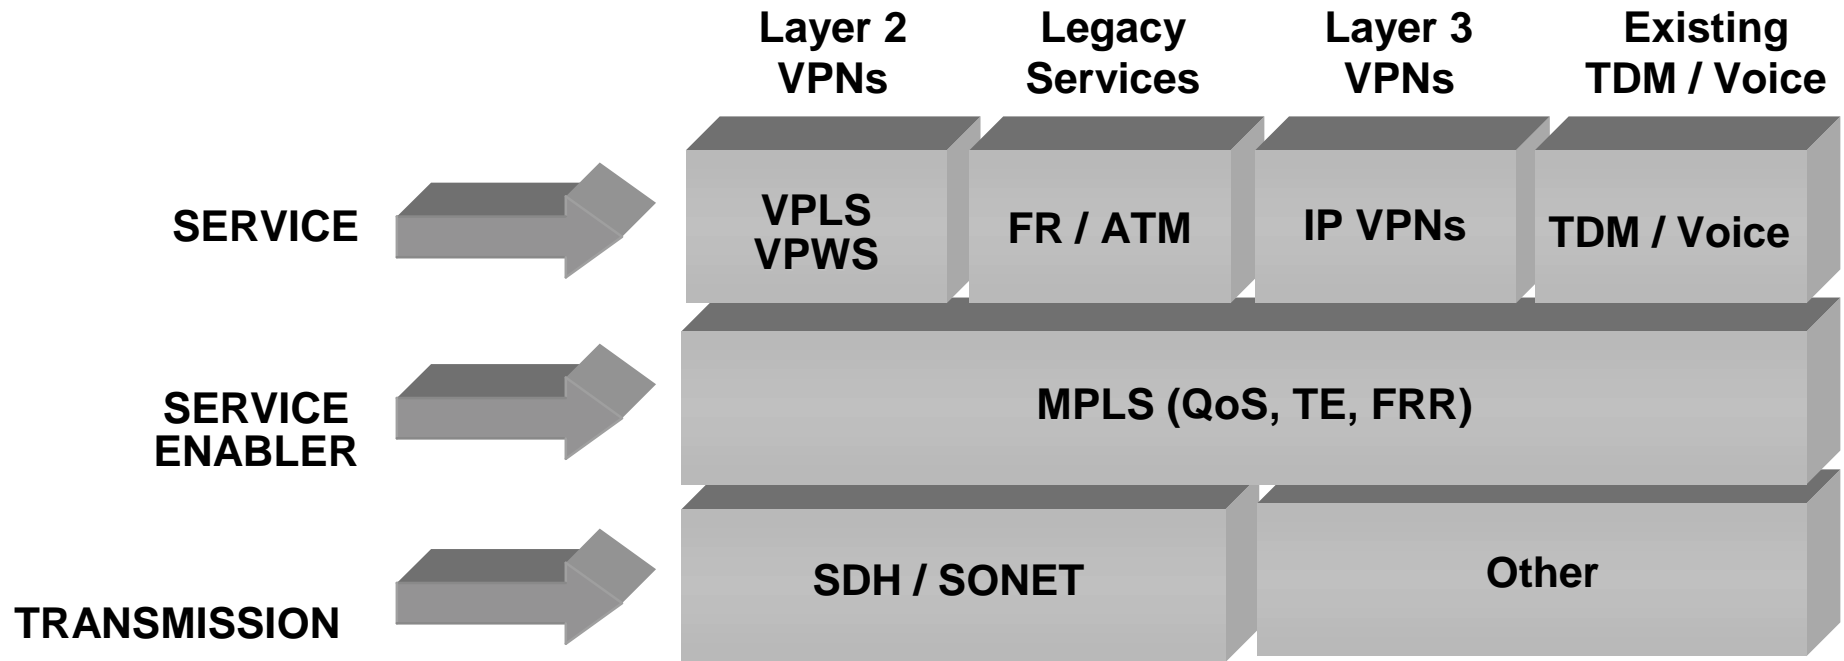 Layer 2
VPNs
Legacy
Services
Layer 3
VPNs
Existing
TDM / Voice
SERVICE
VPLS
VPWS
FR / ATM
IP VPNs
TDM / Voice
SERVICE
ENABLER
MPLS (QoS, TE, FRR)
TRANSMISSION
SDH / SONET
Other